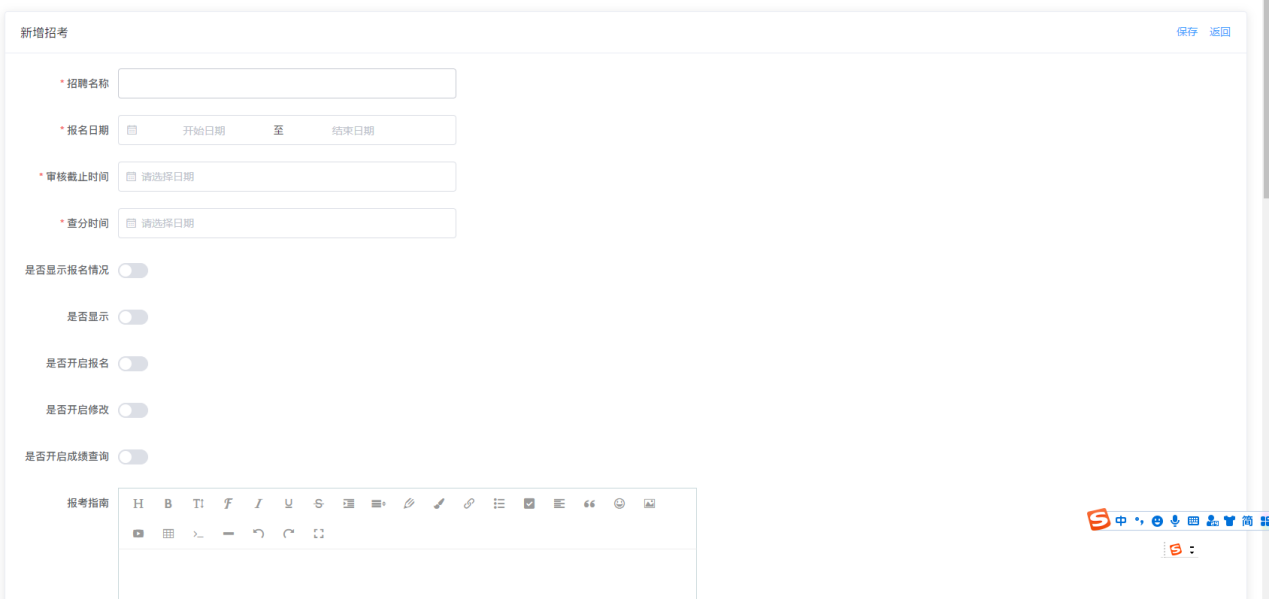 新增招考
保存 返回
* 招聘名称
* 报名日期 开始日期 至 结束日期
* 审核截止时间 请选择日期
* 查分时间 请选择日期
是否显示报名情况
是否显示
是否开启报名
是否开启修改
是否开启成绩查询
报考指南
中
简